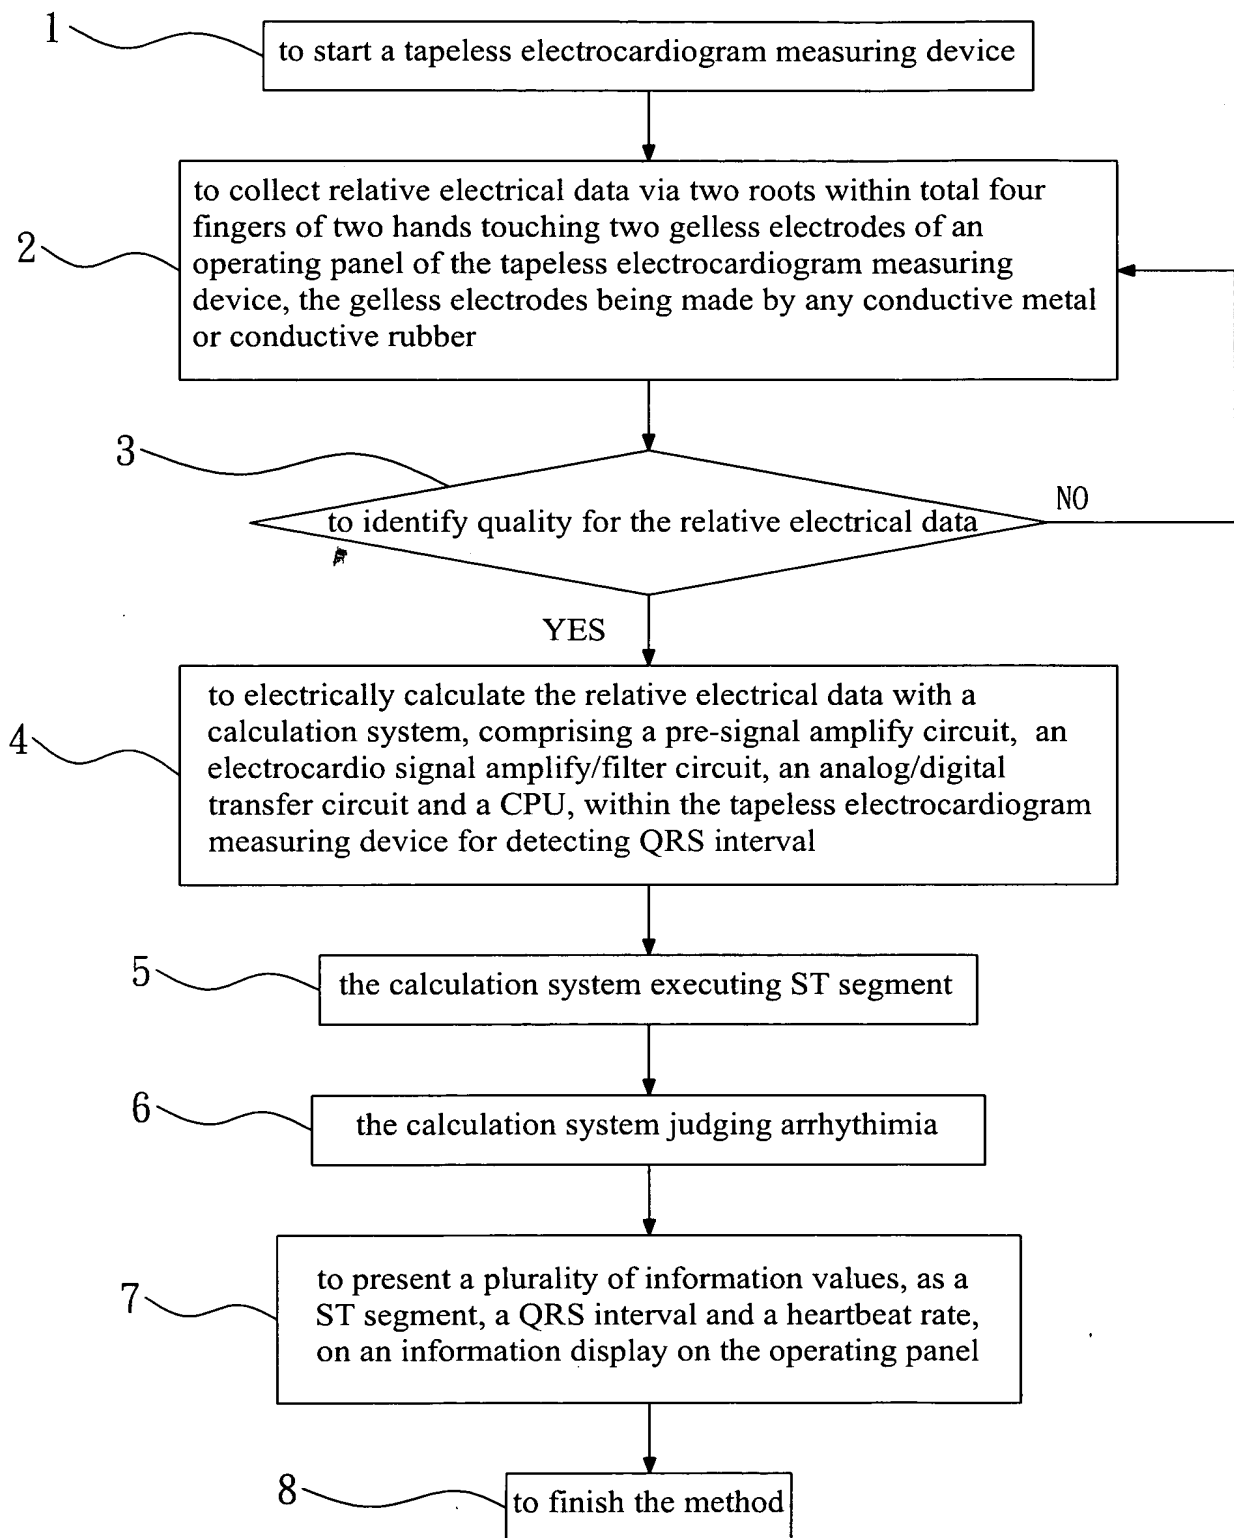 1
to start a tapeless electrocardiogram measuring device
2
to collect relative electrical data via two roots within total four
fingers of two hands touching two gelless electrodes of an
operating panel of the tapeless electrocardiogram measuring
device, the gelless electrodes being made by any conductive metal
or conductive rubber
3
to identify quality for the relative electrical data
NO
YES
4
to electrically calculate the relative electrical data with a
calculation system, comprising a pre-signal amplify circuit, an
electrocardio signal amplify/filter circuit, an analog/digital
transfer circuit and a CPU, within the tapeless electrocardiogram
measuring device for detecting QRS interval
5
the calculation system executing ST segment
6
the calculation system judging arrhythimia
7
to present a plurality of information values, as a
ST segment, a QRS interval and a heartbeat rate,
on an information display on the operating panel
8
to finish the method